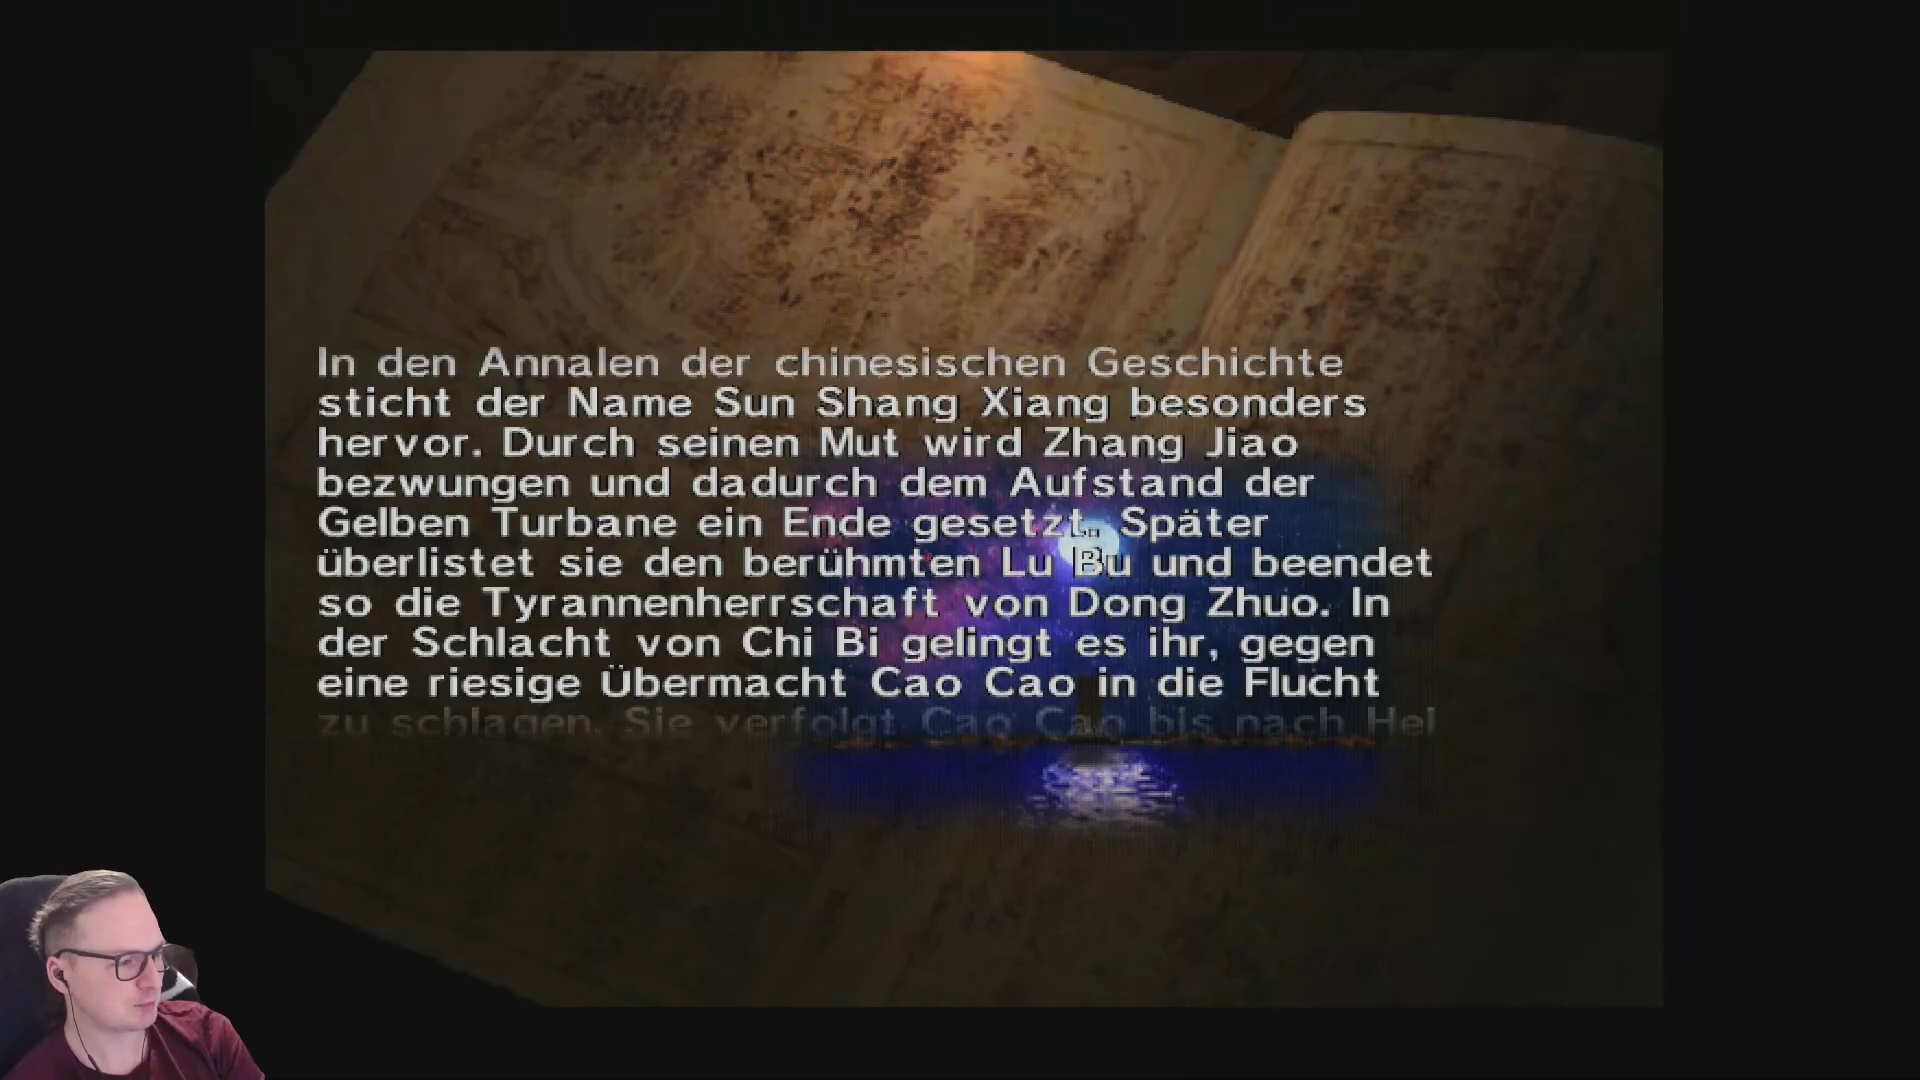 In den Annalen der chinesischen Geschichte
sticht der Name Sun Shang Xiang besonders
hervor. Durch seinen Mut wird Zhang Jiao
bezwungen und dadurch dem Aufstand der
Gelben Turbane ein Ende gesetzt. Später
überlistet sie den berühmten Lu Bu und beendet
so die Tyrannenherrschaft von Dong Zhuo. In
der Schlacht von Chi Bi gelingt es ihr, gegen
eine riesige Übermacht Cao Cao in die Flucht
zu schlagen. Sie verfolgt Cao Cao bis nach Hei